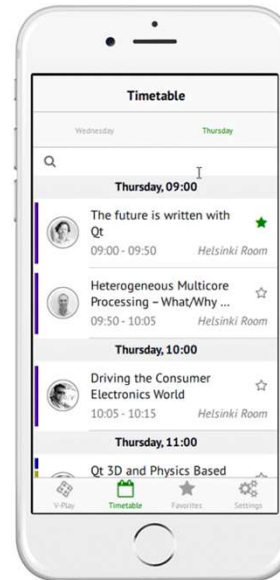 Timetable
Wednesday
Thursday
Thursday, 09:00
The future is written with
Qt
09:00 - 09:50
Helsinki Room
Heterogeneous Multicore
Processing – What/Why ...
09:50 - 10:05
Helsinki Room
Thursday, 10:00
Driving the Consumer
Electronics World
10:05 - 10:15
Helsinki Room
Thursday, 11:00
Qt 3D and Physics Based
V-Play
Timetable
Favorites
Settings